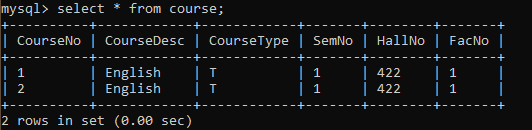 mysql> select * from course;
+----------+------------+------------+-------+--------+-------+
| CourseNo | CourseDesc | CourseType | SemNo | HallNo | FacNo |
+----------+------------+------------+-------+--------+-------+
| 1        | English    | T          | 1     | 422    | 1     |
| 2        | English    | T          | 1     | 422    | 1     |
+----------+------------+------------+-------+--------+-------+
2 rows in set (0.00 sec)